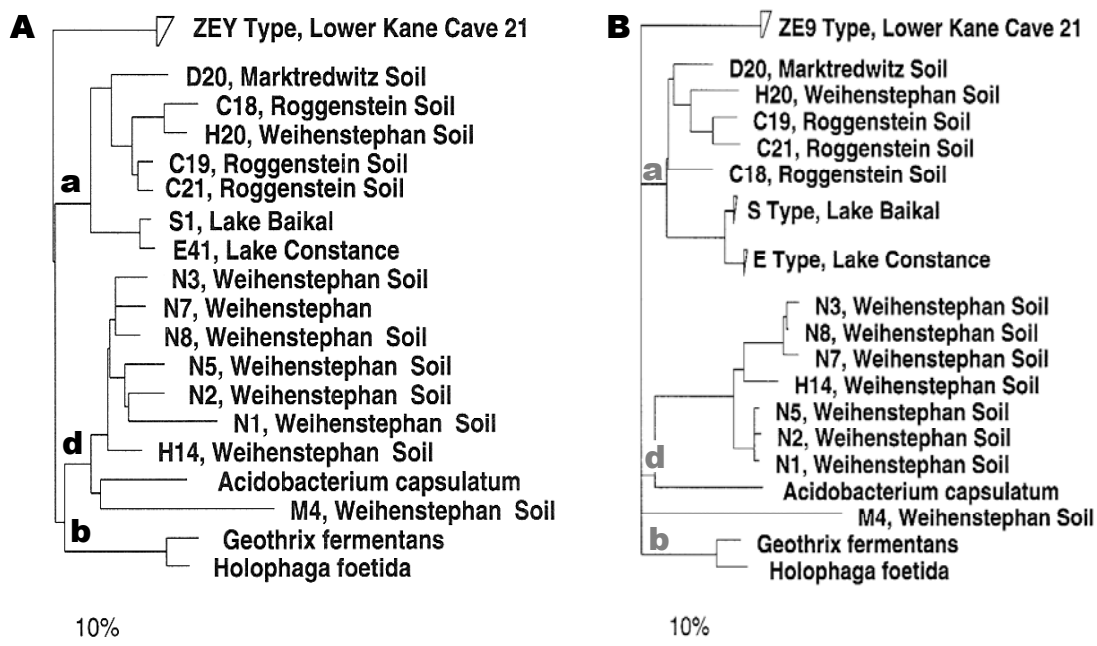 A
ZEY Type, Lower Kane Cave 21
D20, Marktredwitz Soil
C18, Roggenstein Soil
H20, Weihenstephan Soil
C19, Roggenstein Soil
a
C21, Roggenstein Soil
S1, Lake Baikal
E41, Lake Constance
N3, Weihenstephan Soil
N7, Weihenstephan
N8, Weihenstephan Soil
N5, Weihenstephan Soil
N2, Weihenstephan Soil
N1, Weihenstephan Soil
d
H14, Weihenstephan Soil
Acidobacterium capsulatum
M4, Weihenstephan Soil
b
Geothrix fermentans
Holophaga foetida
10%
B
ZE9 Type, Lower Kane Cave 21
D20, Marktredwitz Soil
H20, Weihenstephan Soil
C19, Roggenstein Soil
C21, Roggenstein Soil
a
C18, Roggenstein Soil
S Type, Lake Baikal
E Type, Lake Constance
N3, Weihenstephan Soil
N8, Weihenstephan Soil
N7, Weihenstephan Soil
H14, Weihenstephan Soil
N5, Weihenstephan Soil
N2, Weihenstephan Soil
d
N1, Weihenstephan Soil
Acidobacterium capsulatum
M4, Weihenstephan Soil
b
Geothrix fermentans
Holophaga foetida
10%